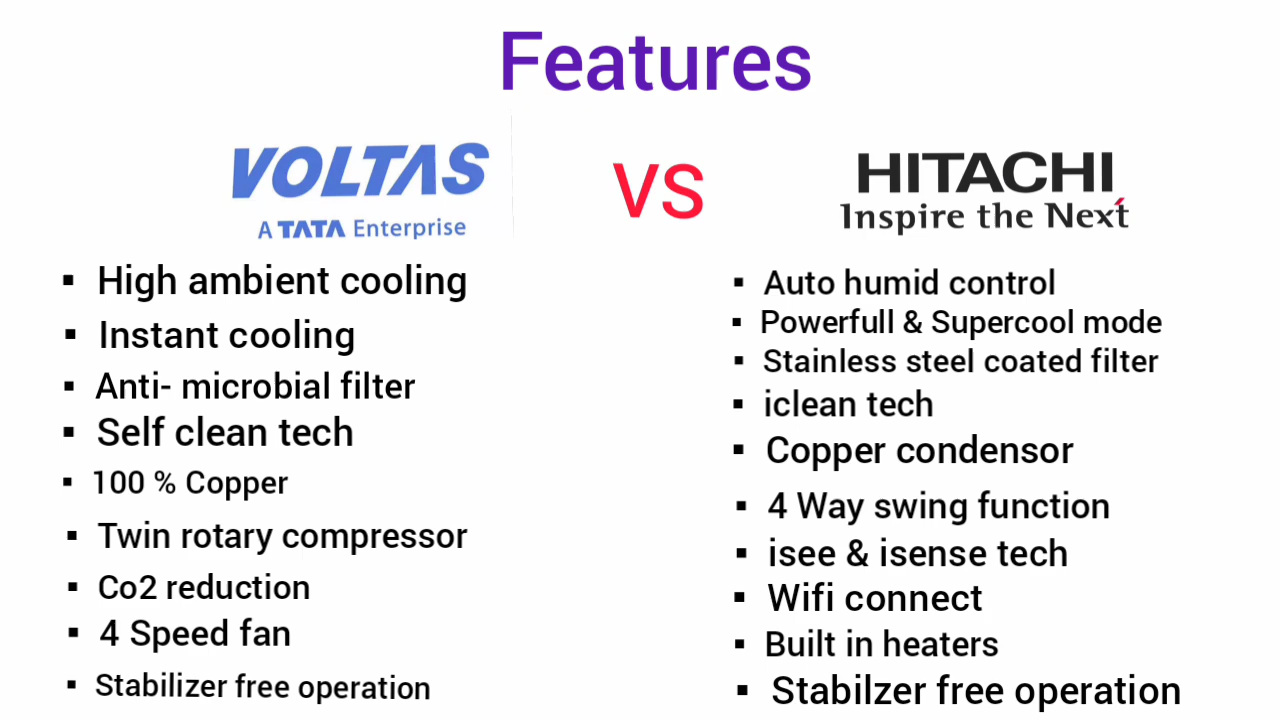 Features
VOLTAS
A TATA Enterprise
vs
HITACHI
Inspire the Next
▪ High ambient cooling
▪ Instant cooling
▪ Anti- microbial filter
▪ Self clean tech
▪ 100 % Copper
▪ Twin rotary compressor
▪ Co2 reduction
▪ 4 Speed fan
▪ Stabilizer free operation
▪ Auto humid control
▪ Powerfull & Supercool mode
▪ Stainless steel coated filter
▪ iclean tech
▪ Copper condensor
▪ 4 Way swing function
▪ isee & isense tech
▪ Wifi connect
▪ Built in heaters
▪ Stabilzer free operation